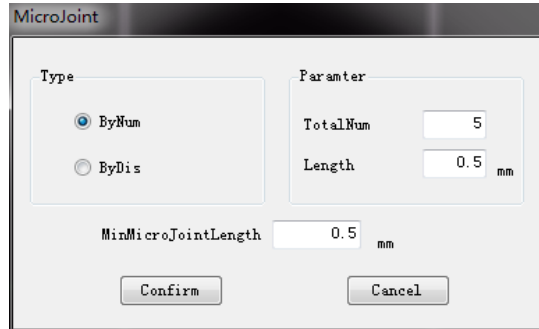 MicroJoint
Type
ByNum
ByDis
Paramter
TotalNum 5
Length 0.5 mm
MinMicroJointLength 0.5 mm
Confirm Cancel